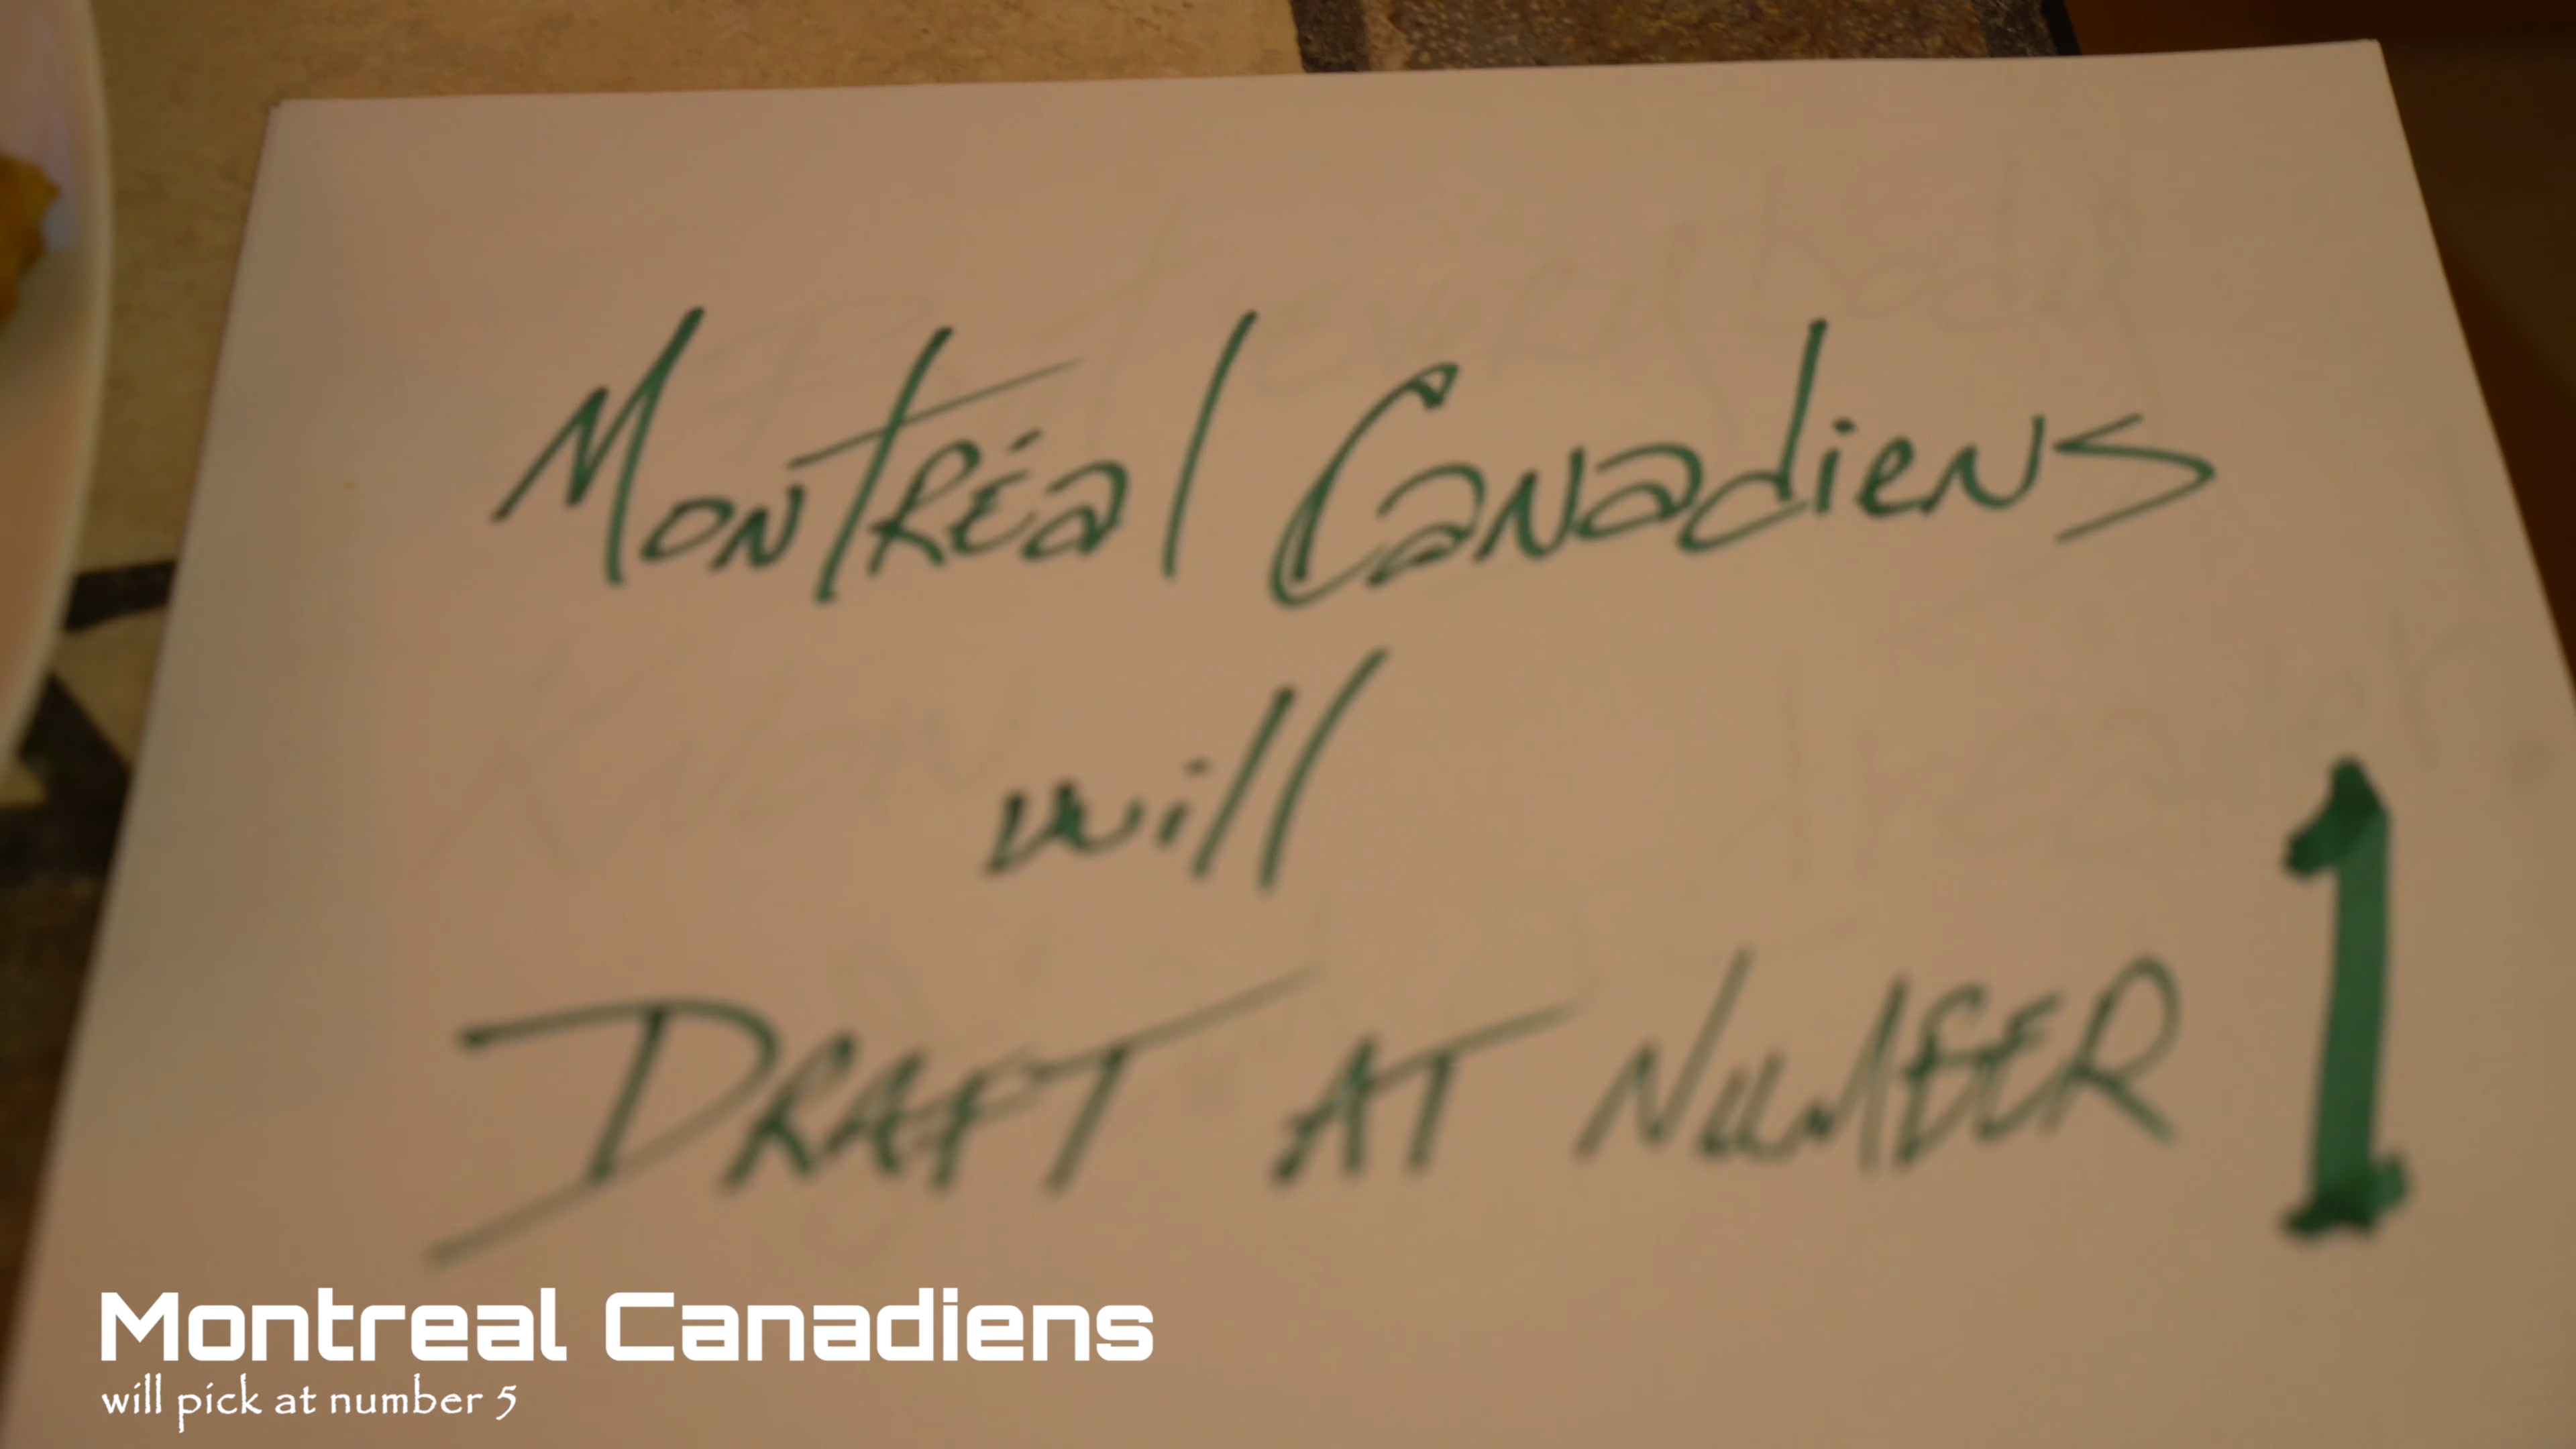 Montréal Canadiens
will
DRAFT AT NUMBER 1
Montreal Canadiens
will pick at number 5